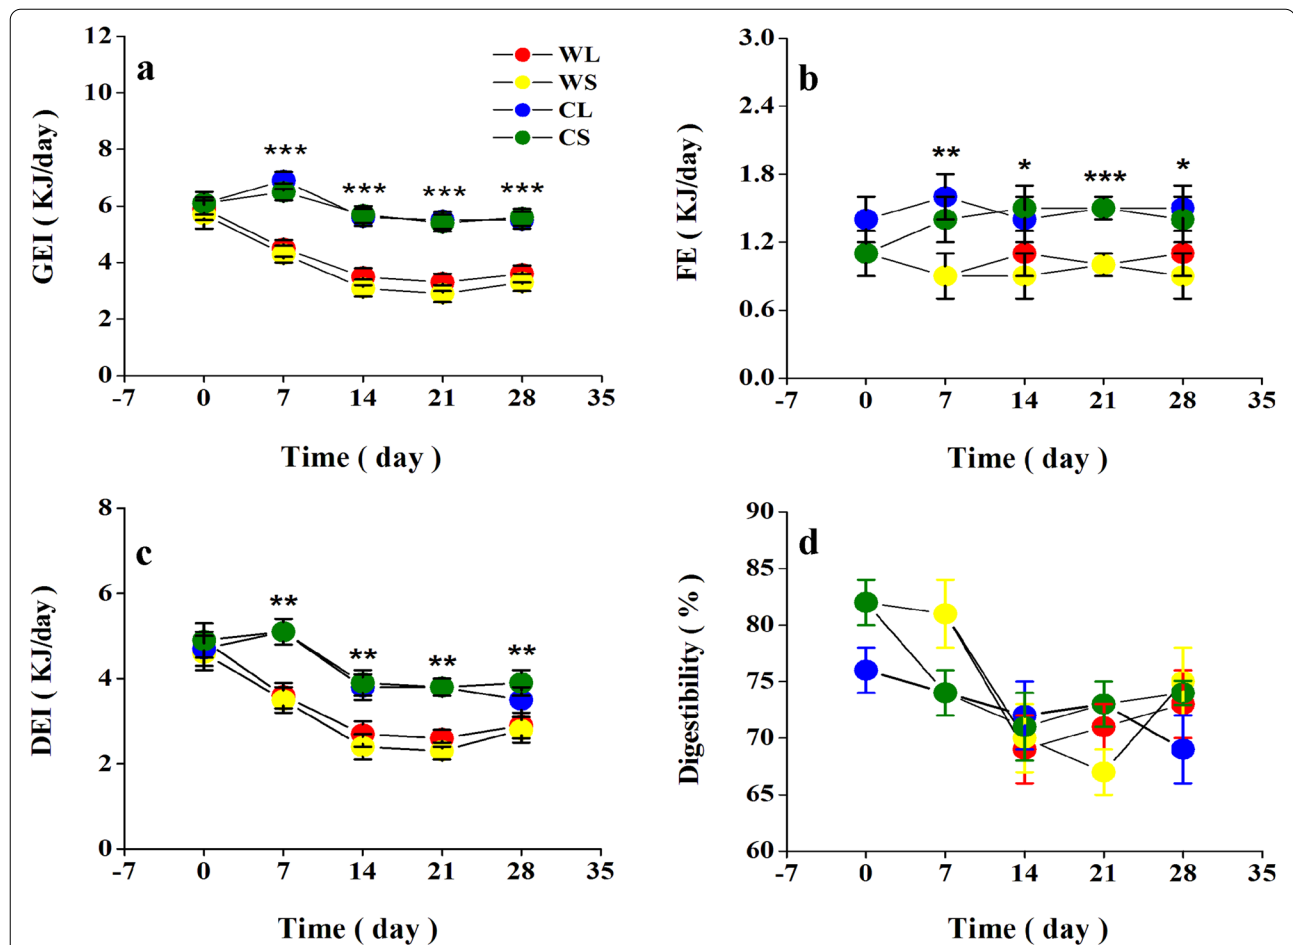 a
GEI ( KJ/day)
12
10
8
6
4
2
0
-7 0 7 14 21 28 35
Time ( day )
WL
WS
CL
CS
*** *** *** ***
b
FE ( KJ/day)
3.0
2.4
1.8
1.2
0.6
0.0
-7 0 7 14 21 28 35
Time ( day )
** * *** *
c
DEI ( KJ/day)
8
6
4
2
0
-7 0 7 14 21 28 35
Time ( day )
** ** ** **
d
Digestibility ( % )
90
85
80
75
70
65
60
-7 0 7 14 21 28 35
Time ( day )